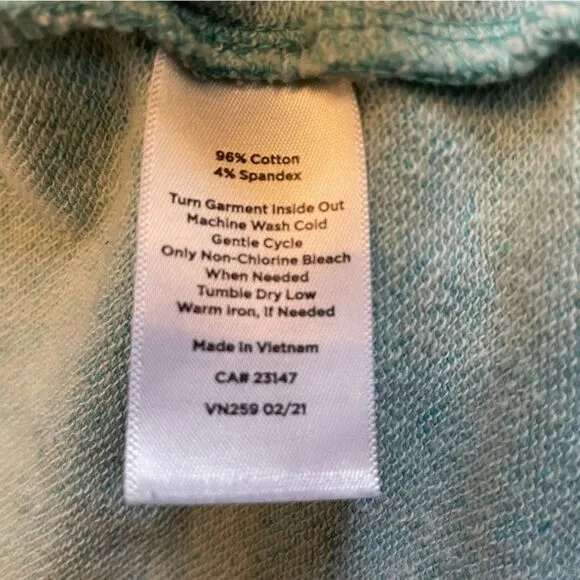 96% Cotton
4% Spandex
Turn Garment Inside Out
Machine Wash Cold
Gentle Cycle
Only Non-Chlorine Bleach
When Needed
Tumble Dry Low
Warm Iron, If Needed
Made In Vietnam
CA# 23147
VN259 02/21